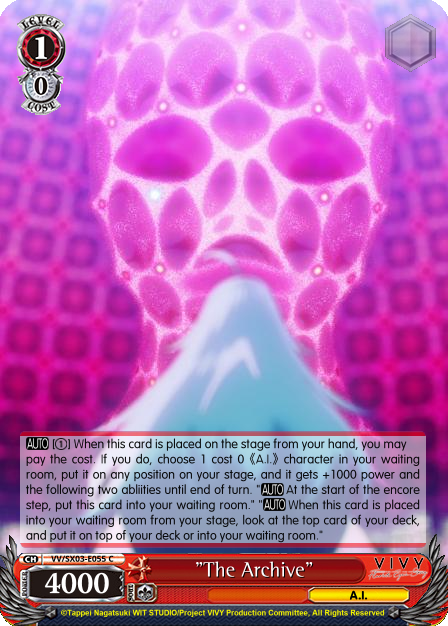 LEVEL
1
0
COST
AUTO [①] When this card is placed on the stage from your hand, you may
pay the cost. If you do, choose 1 cost 0 《A.I.》 character in your waiting
room, put it on any position on your stage, and it gets +1000 power and
the following two abiliities until end of turn. "AUTO At the start of the encore
step, put this card into your waiting room." "AUTO When this card is placed
into your waiting room from your stage, look at the top card of your deck,
and put it on top of your deck or into your waiting room."
CH VV/SX03-E055 C
POWER 4000 SOUL "The Archive" VIVY
A.I.
©Tappei Nagatsuki WIT STUDIO/Project VIVY Production Committee, All Rights Reserved